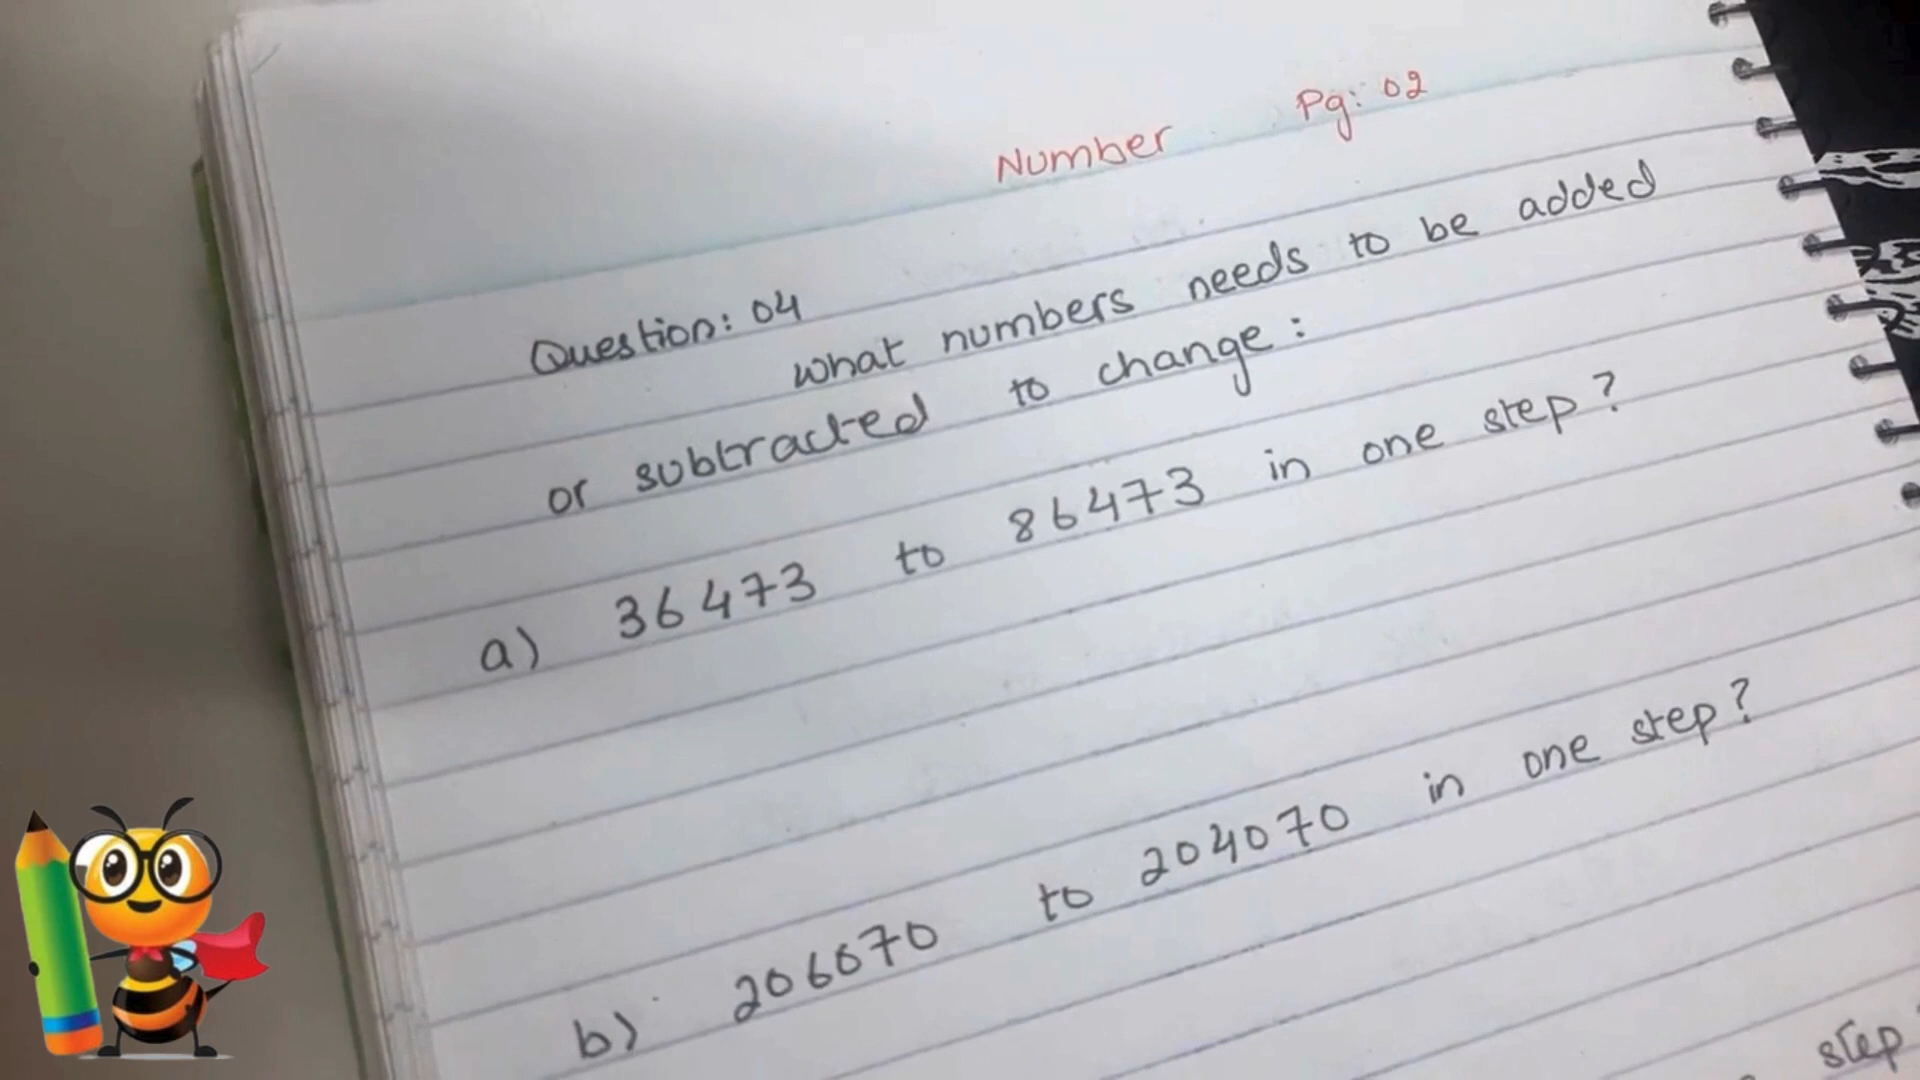 Number Pg: 02
Question: 04
what numbers needs to be added
or subtracted to change:
a) 36473 to 86473 in one step?
b) 206070 to 204070 in one step?
step